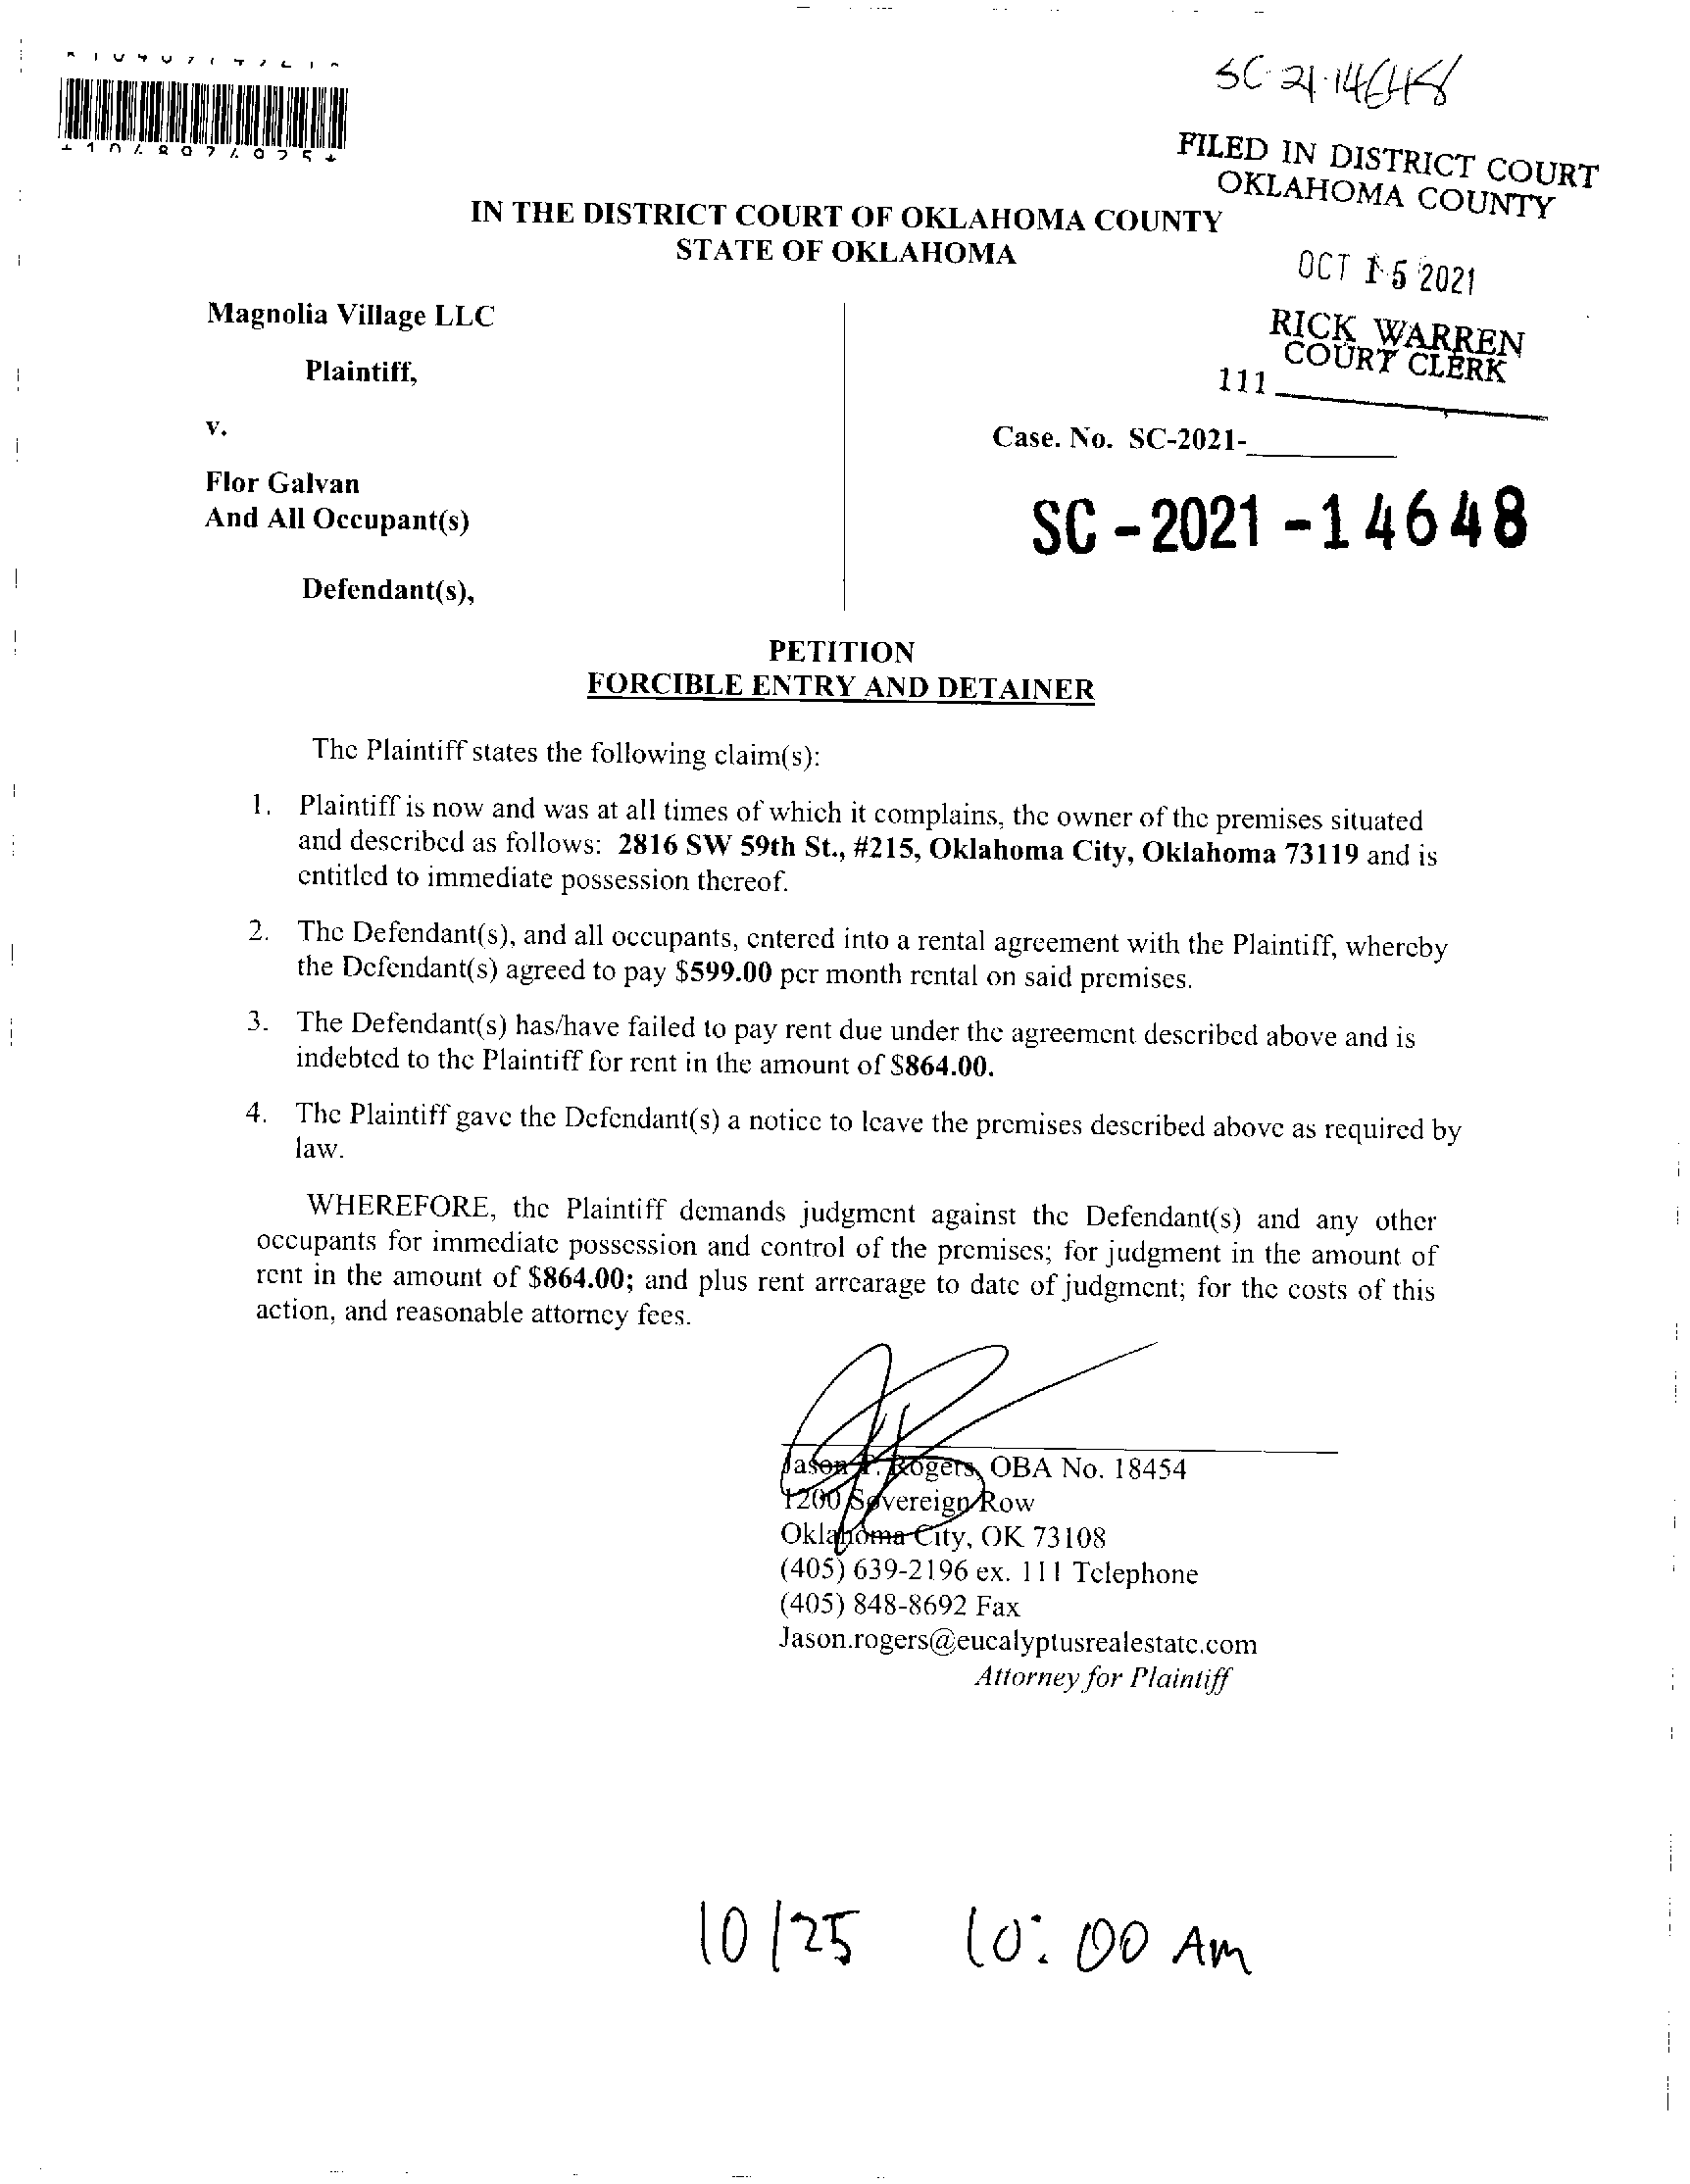 SC-21-14648
FILED IN DISTRICT COURT
OKLAHOMA COUNTY
IN THE DISTRICT COURT OF OKLAHOMA COUNTY
STATE OF OKLAHOMA
OCT 15 2021
RICK WARREN
COURT CLERK
111
Magnolia Village LLC
Plaintiff,
v.
Case. No. SC-2021-
Flor Galvan
And All Occupant(s)
SC-2021-14648
Defendant(s),
PETITION
FORCIBLE ENTRY AND DETAINER
The Plaintiff states the following claim(s):
1. Plaintiff is now and was at all times of which it complains, the owner of the premises situated
and described as follows: 2816 SW 59th St., #215, Oklahoma City, Oklahoma 73119 and is
entitled to immediate possession thereof.
2. The Defendant(s), and all occupants, entered into a rental agreement with the Plaintiff, whereby
the Defendant(s) agreed to pay $599.00 per month rental on said premises.
3. The Defendant(s) has/have failed to pay rent due under the agreement described above and is
indebted to the Plaintiff for rent in the amount of $864.00.
4. The Plaintiff gave the Defendant(s) a notice to leave the premises described above as required by
law.
WHEREFORE, the Plaintiff demands judgment against the Defendant(s) and any other
occupants for immediate possession and control of the premises; for judgment in the amount of
rent in the amount of $864.00; and plus rent arrearage to date of judgment; for the costs of this
action, and reasonable attorney fees.
Jason Rogers, OBA No. 18454
1200 Sovereign Row
Oklahoma City, OK 73108
(405) 639-2196 ex. 111 Telephone
(405) 848-8692 Fax
Jason.rogers@eucalyptusrealestate.com
Attorney for Plaintiff
10/25 10:00 AM